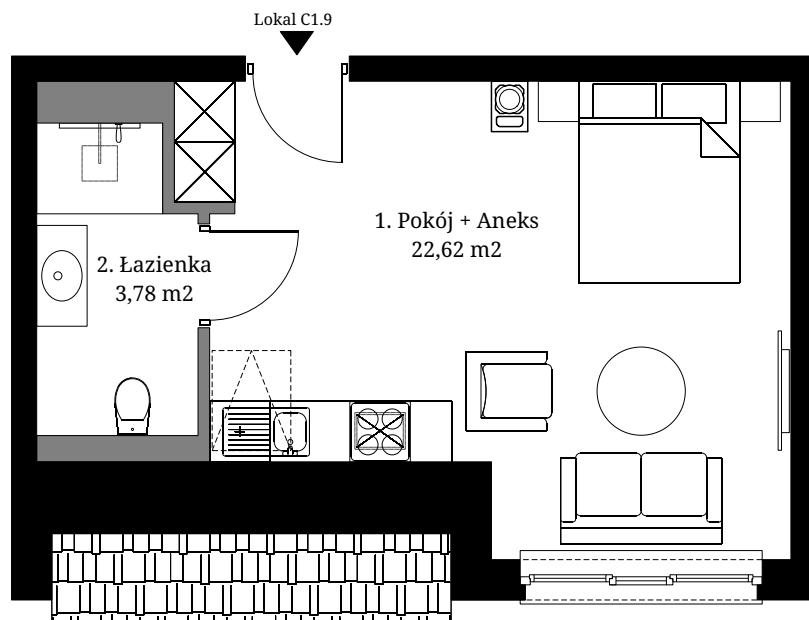 Lokal C1.9
1. Pokój + Aneks
22,62 m2
2. Łazienka
3,78 m2